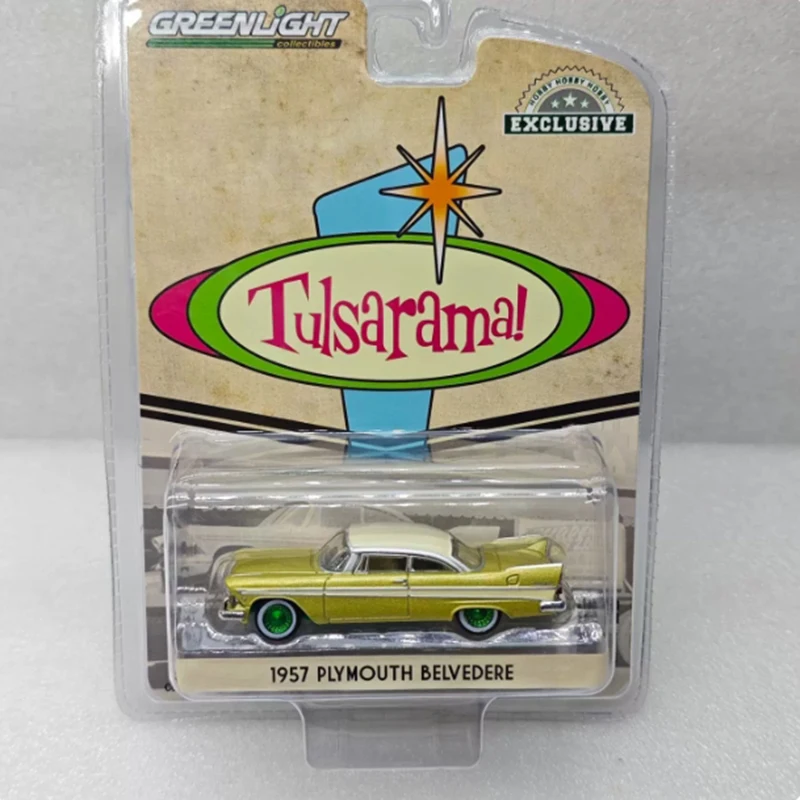 GREENLiGHT
collectibles
HOBBY HOBBY HOBBY
EXCLUSIVE
Tulsarama!
1957 PLYMOUTH BELVEDERE